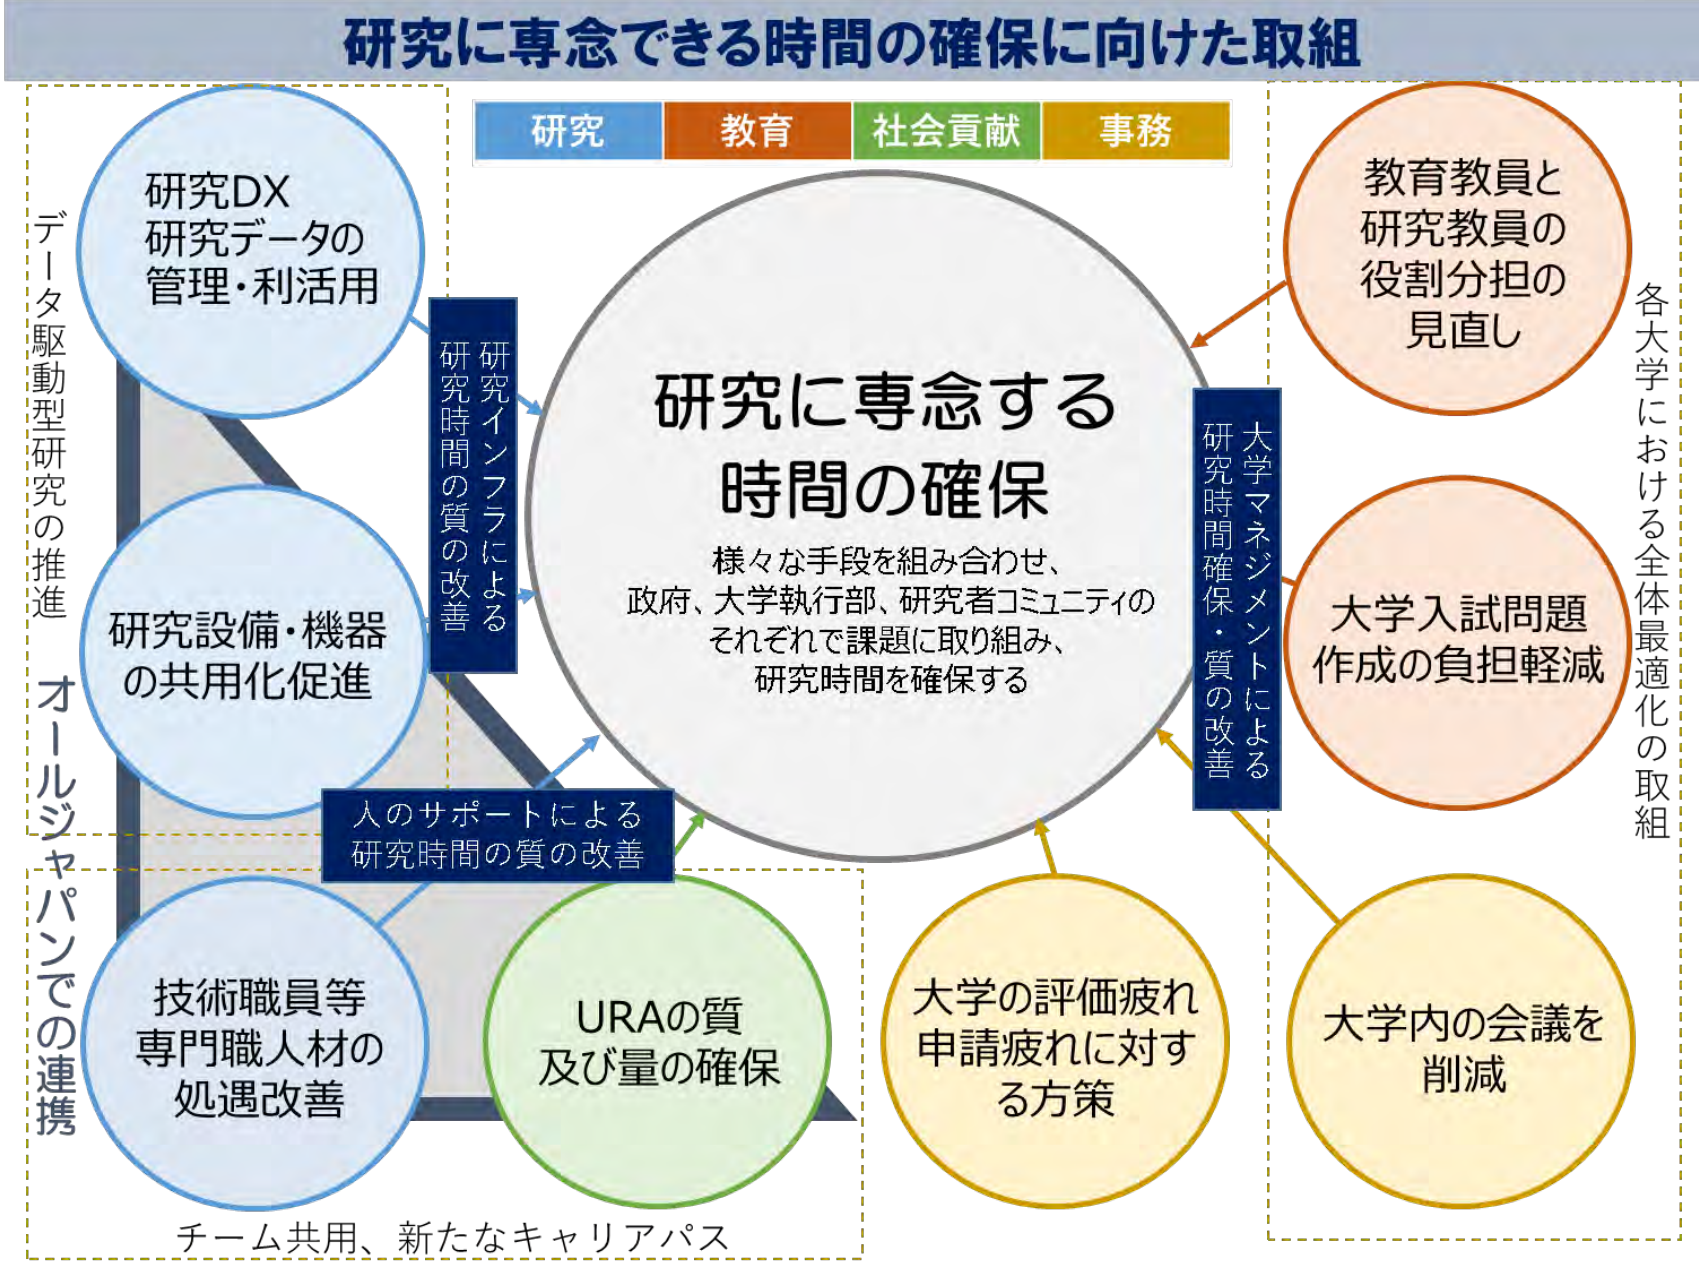 研究に専念できる時間の確保に向けた取組
研究
教育
社会貢献
事務
研究DX
研究データの
管理・利活用
データ駆動型研究の推進
研究設備・機器
の共用化促進
オールジャパンでの連携
研究インフラによる
研究時間の質の改善
研究に専念する
時間の確保
様々な手段を組み合わせ、
政府、大学執行部、研究者コミュニティの
それぞれで課題に取り組み、
研究時間を確保する
人のサポートによる
研究時間の質の改善
大学マネジメントによる
研究時間確保・質の改善
教育教員と
研究教員の
役割分担の
見直し
大学入試問題
作成の負担軽減
各大学における全体最適化の取組
技術職員等
専門職人材の
処遇改善
URAの質
及び量の確保
大学の評価疲れ
申請疲れに対す
る方策
大学内の会議を
削減
チーム共用、新たなキャリアパス